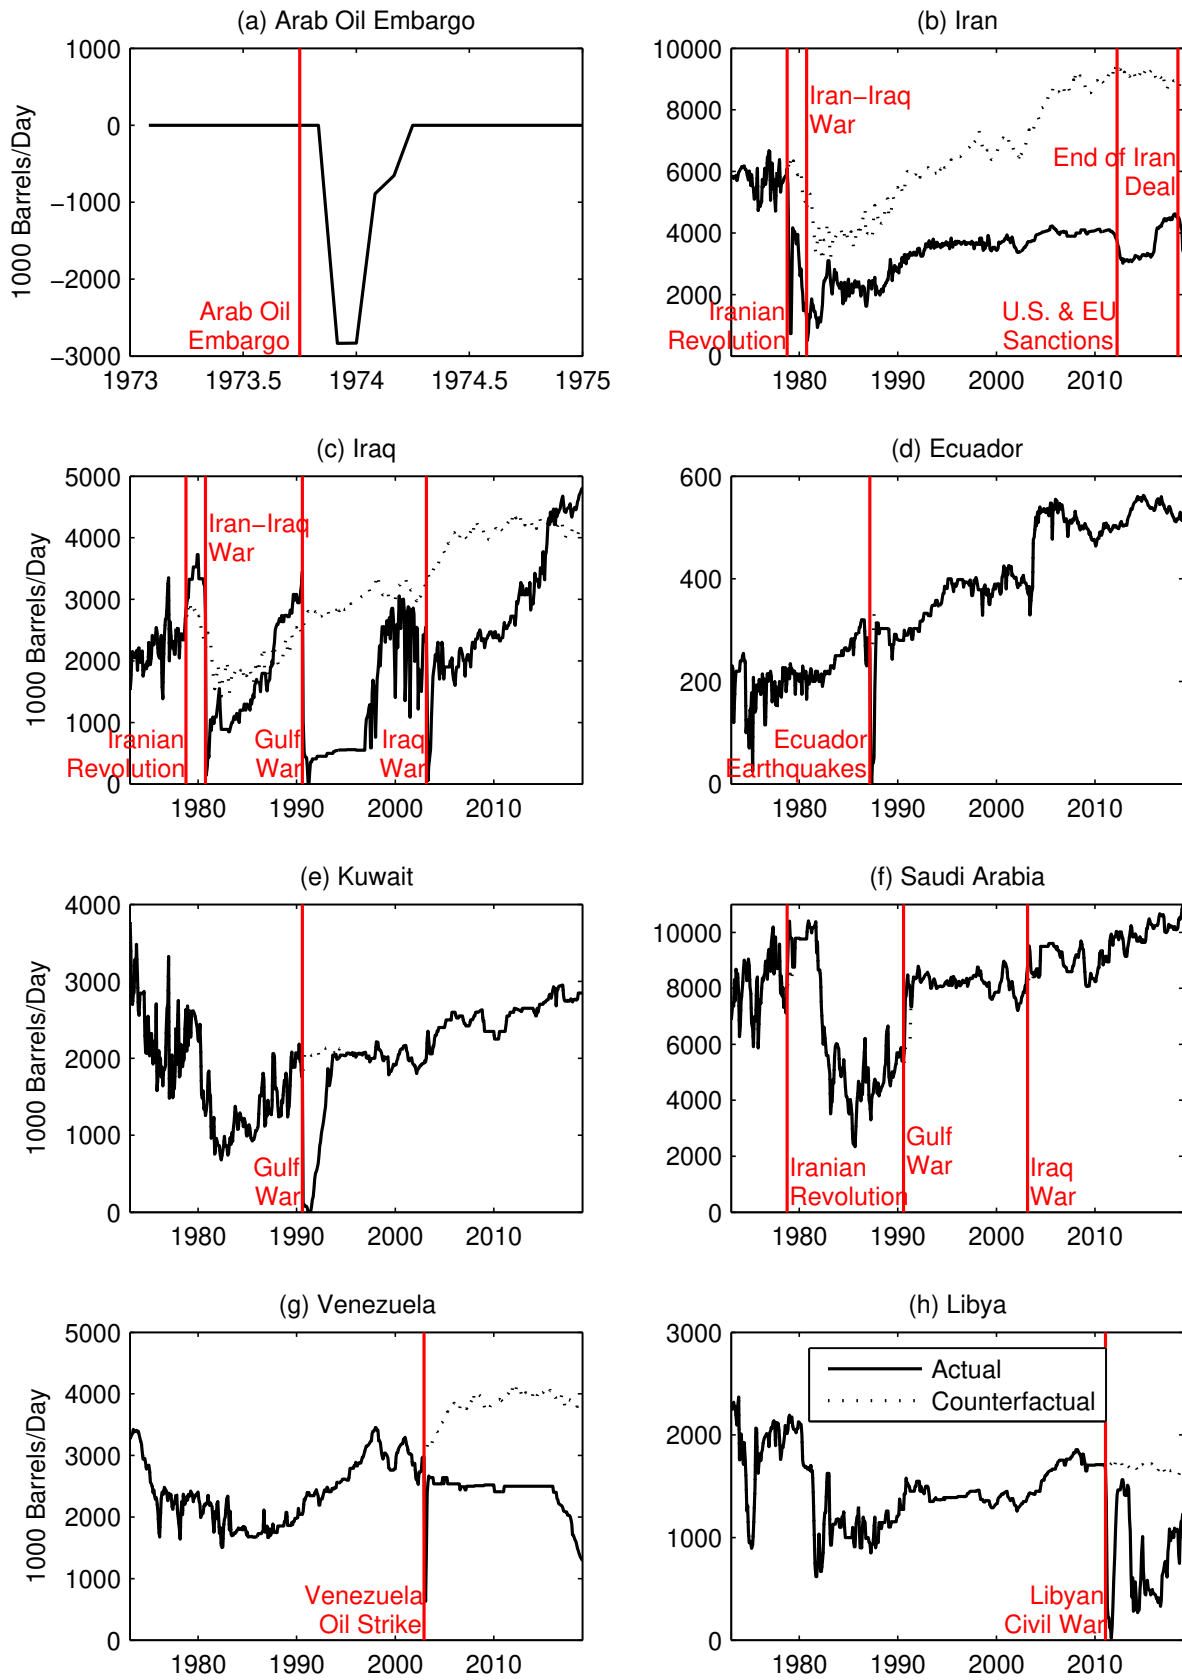 (a) Arab Oil Embargo
1000 Barrels/Day
1000
0
−1000
−2000
−3000
1973
1973.5
1974
1974.5
1975
Arab Oil
Embargo
(b) Iran
10000
8000
6000
4000
2000
0
1980
1990
2000
2010
Iran−Iraq
War
End of Iran
Deal
Iranian
Revolution
U.S. & EU
Sanctions
(c) Iraq
1000 Barrels/Day
5000
4000
3000
2000
1000
0
1980
1990
2000
2010
Iran−Iraq
War
Iranian
Revolution
Gulf
War
Iraq
War
(d) Ecuador
600
400
200
0
1980
1990
2000
2010
Ecuador
Earthquakes
(e) Kuwait
1000 Barrels/Day
4000
3000
2000
1000
0
1980
1990
2000
2010
Gulf
War
(f) Saudi Arabia
10000
8000
6000
4000
2000
0
1980
1990
2000
2010
Iranian
Revolution
Gulf
War
Iraq
War
(g) Venezuela
1000 Barrels/Day
5000
4000
3000
2000
1000
0
1980
1990
2000
2010
Venezuela
Oil Strike
(h) Libya
3000
2000
1000
0
1980
1990
2000
2010
Actual
Counterfactual
Libyan
Civil War